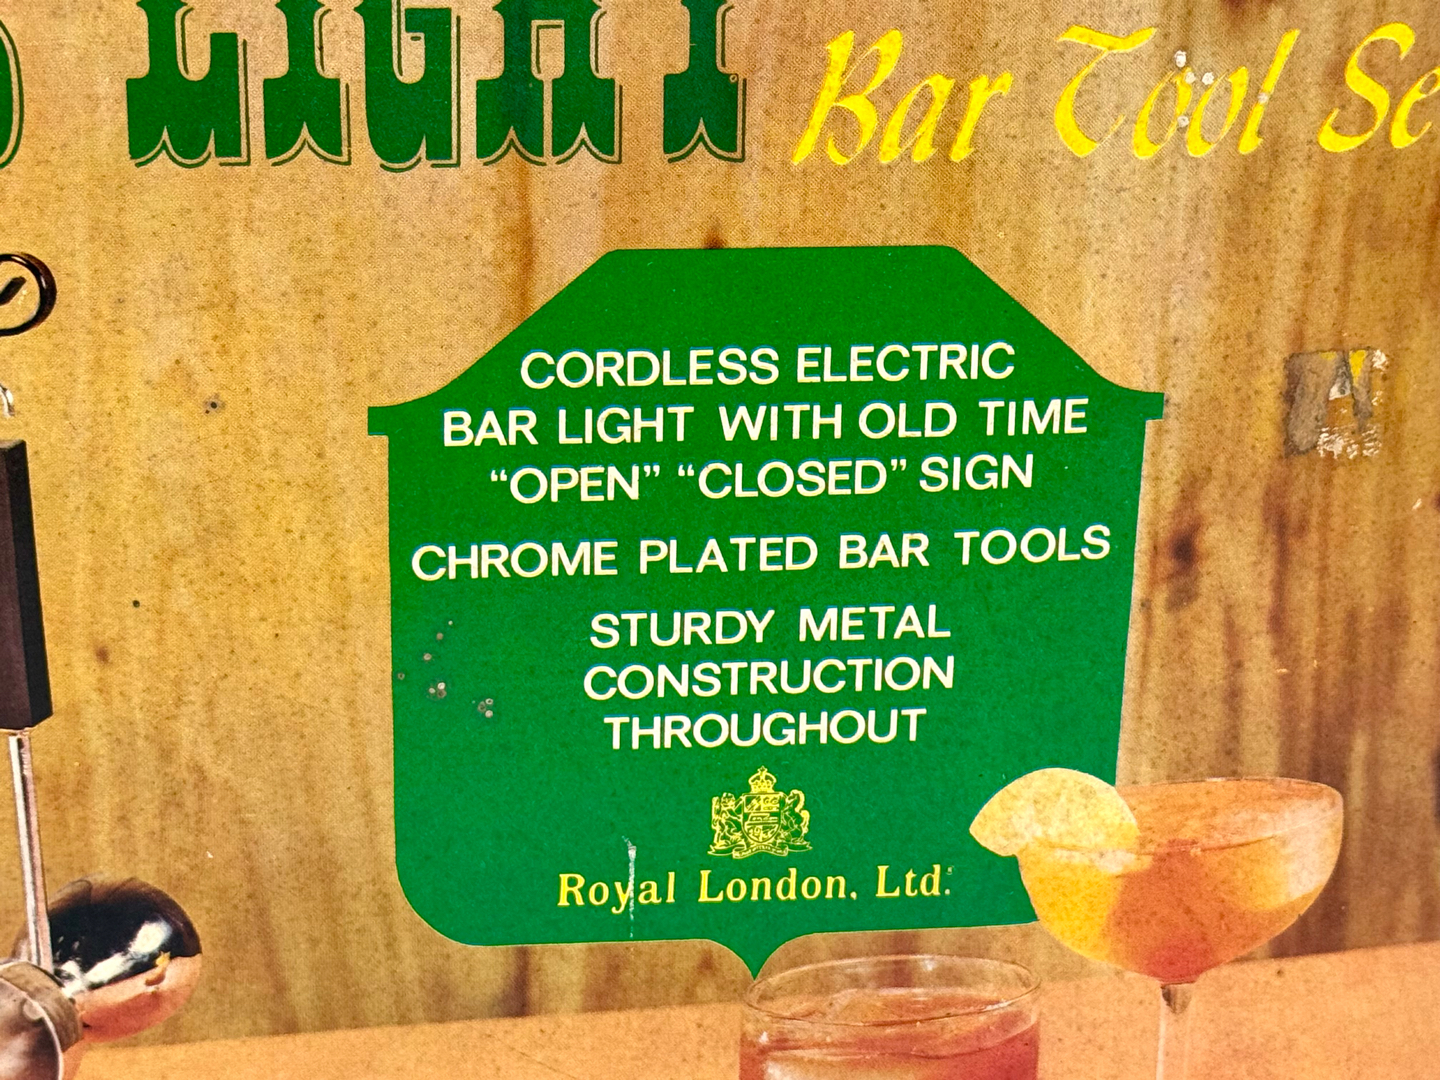 LIGHT Bar Tool Se
CORDLESS ELECTRIC
BAR LIGHT WITH OLD TIME
“OPEN” “CLOSED” SIGN
CHROME PLATED BAR TOOLS
STURDY METAL
CONSTRUCTION
THROUGHOUT
Royal London, Ltd.